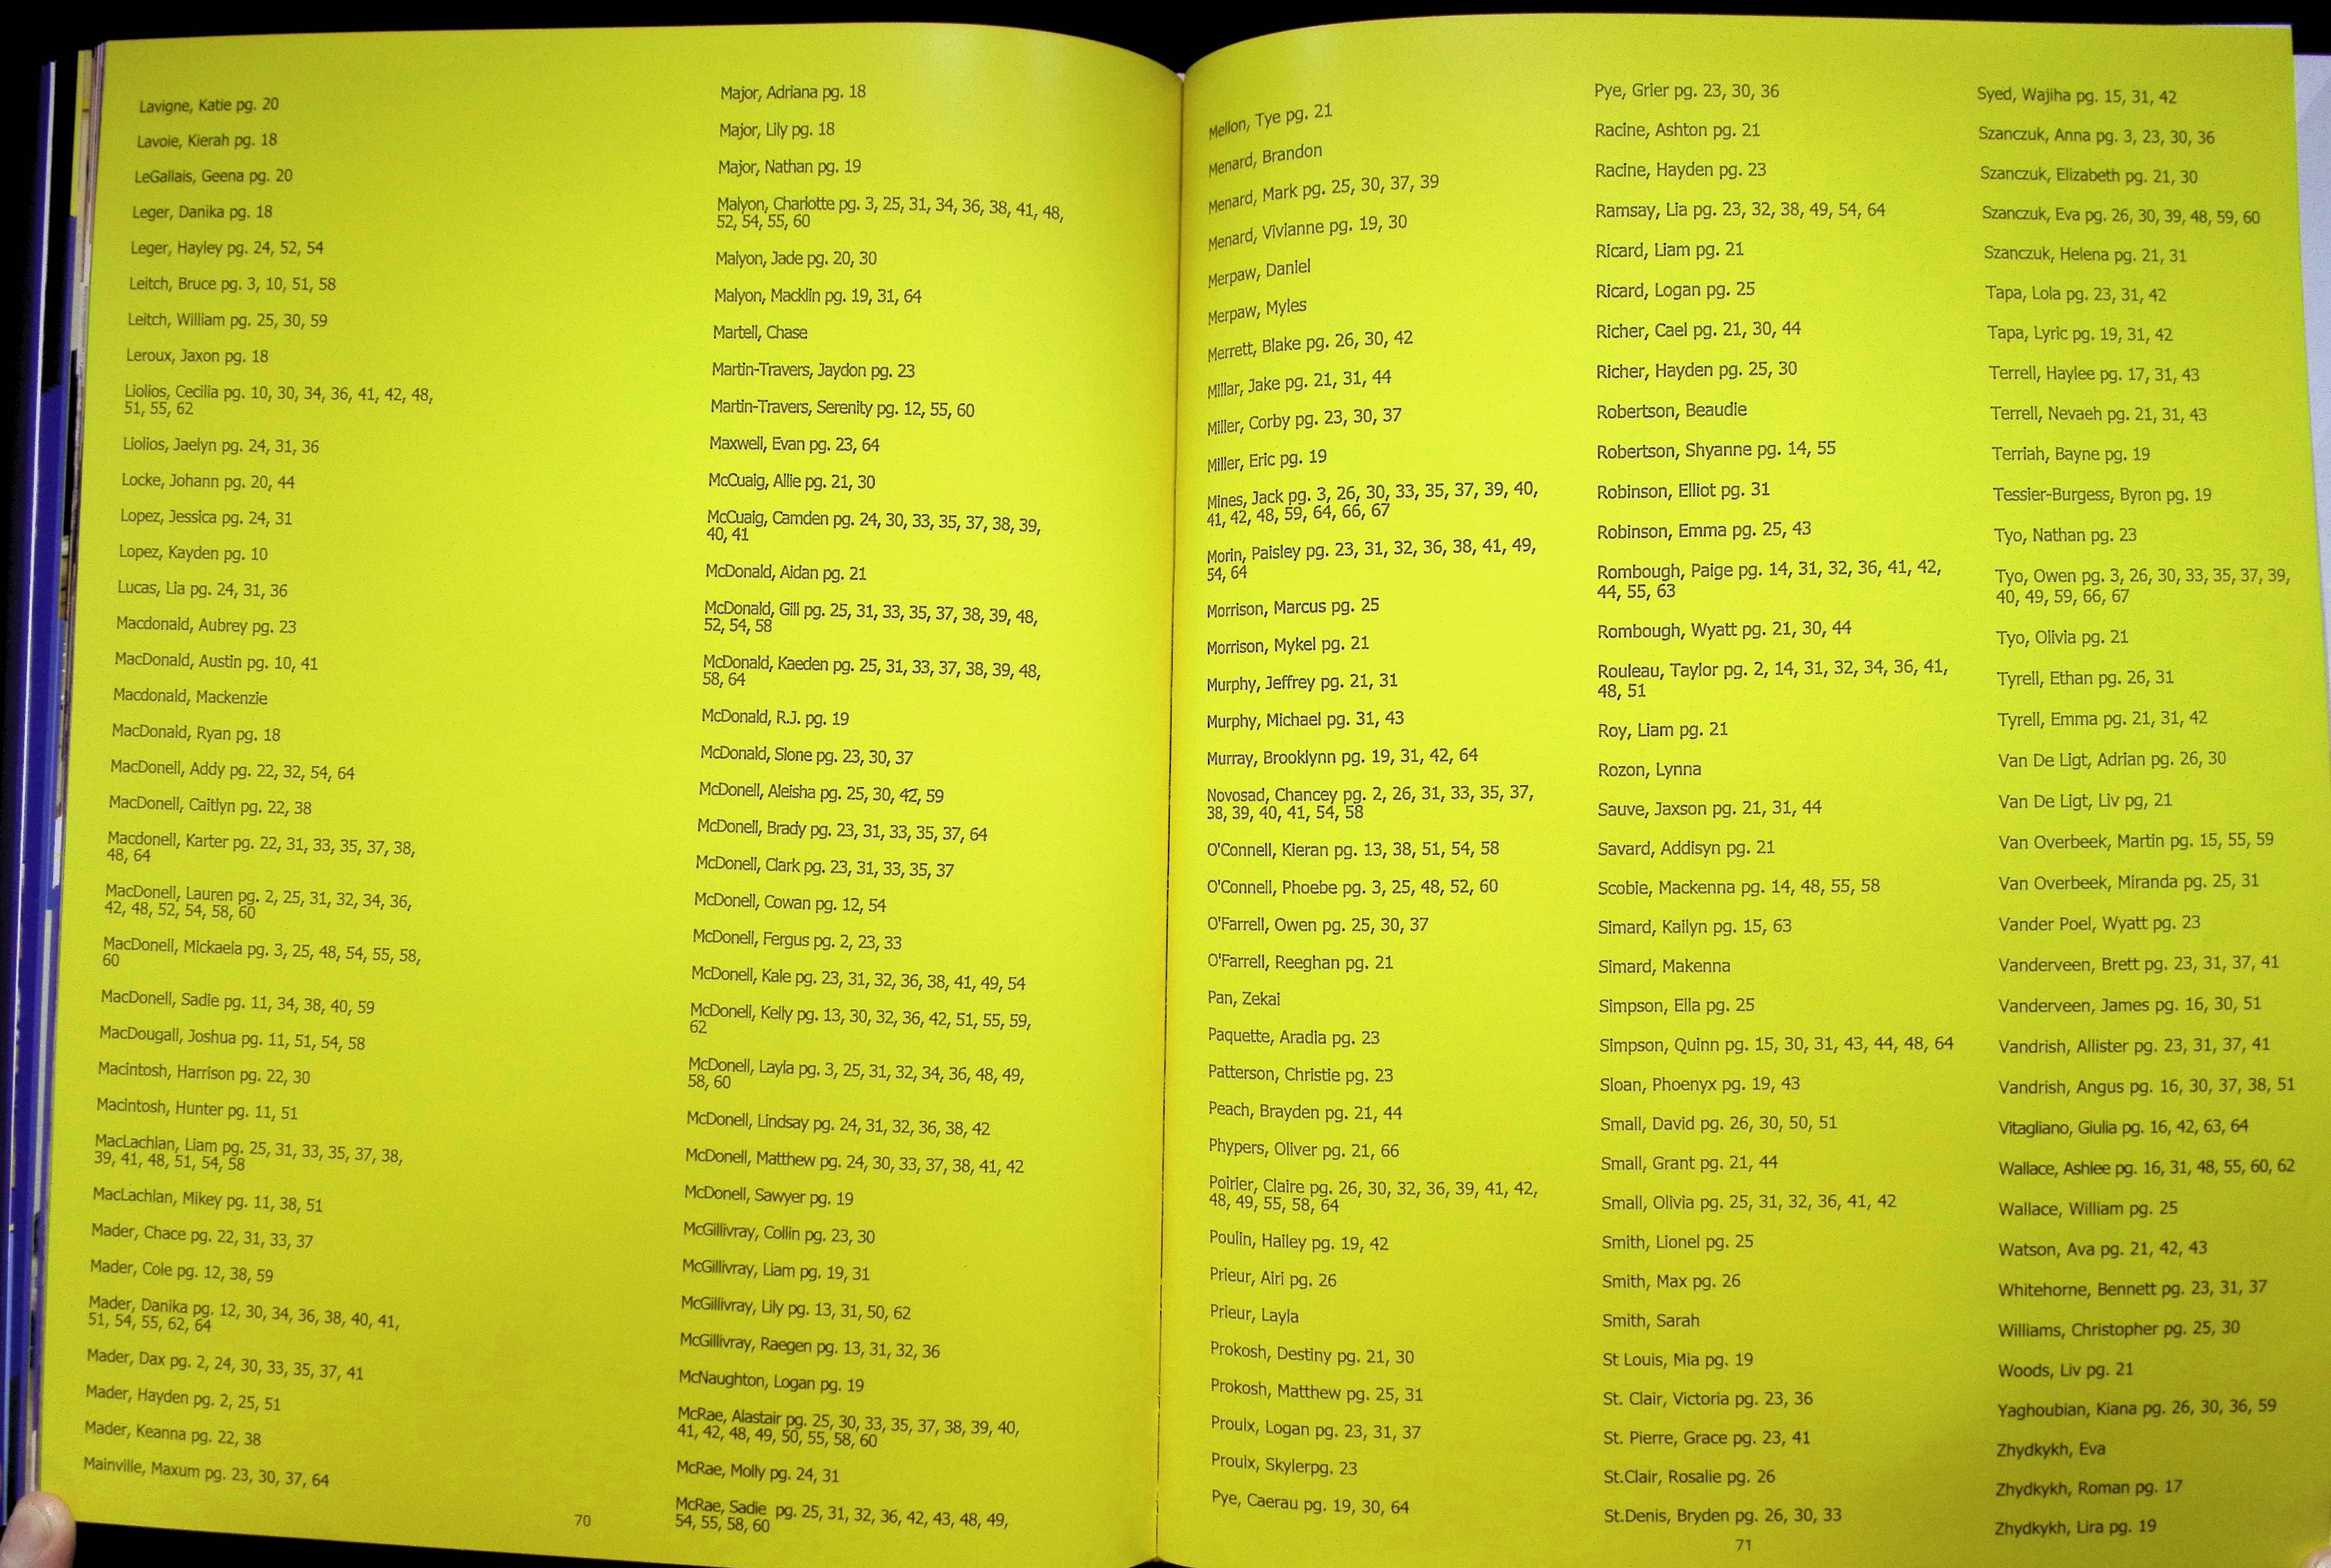 Lavigne, Katie pg. 20
Lavoie, Kierah pg. 18
LeGallais, Geena pg. 20
Leger, Danika pg. 18
Leger, Hayley pg. 24, 52, 54
Leitch, Bruce pg. 3, 10, 51, 58
Leitch, William pg. 25, 30, 59
Leroux, Jaxon pg. 18
Liolios, Cecilia pg. 10, 30, 34, 36, 41, 42, 48,
51, 55, 62
Liolios, Jaelyn pg. 24, 31, 36
Locke, Johann pg. 20, 44
Lopez, Jessica pg. 24, 31
Lopez, Kayden pg. 10
Lucas, Lia pg. 24, 31, 36
Macdonald, Aubrey pg. 23
MacDonald, Austin pg. 10, 41
Macdonald, Mackenzie
MacDonald, Ryan pg. 18
MacDonell, Addy pg. 22, 32, 54, 64
MacDonell, Caitlyn pg. 22, 38
Macdonell, Karter pg. 22, 31, 33, 35, 37, 38,
48, 64
MacDonell, Lauren pg. 2, 25, 31, 32, 34, 36,
42, 48, 52, 54, 58, 60
MacDonell, Mickaela pg. 3, 25, 48, 54, 55, 58,
60
MacDonell, Sadie pg. 11, 34, 38, 40, 59
MacDougall, Joshua pg. 11, 51, 54, 58
Macintosh, Harrison pg. 22, 30
Macintosh, Hunter pg. 11, 51
MacLachlan, Liam pg. 25, 31, 33, 35, 37, 38,
39, 41, 48, 51, 54, 58
MacLachlan, Mikey pg. 11, 38, 51
Mader, Chace pg. 22, 31, 33, 37
Mader, Cole pg. 12, 38, 59
Mader, Danika pg. 12, 30, 34, 36, 38, 40, 41,
51, 54, 55, 62, 64
Mader, Dax pg. 2, 24, 30, 33, 35, 37, 41
Mader, Hayden pg. 2, 25, 51
Mader, Keanna pg. 22, 38
Mainville, Maxum pg. 23, 30, 37, 64
70
Major, Adriana pg. 18
Major, Lily pg. 18
Major, Nathan pg. 19
Malyon, Charlotte pg. 3, 25, 31, 34, 36, 38, 41, 48,
52, 54, 55, 60
Malyon, Jade pg. 20, 30
Malyon, Macklin pg. 19, 31, 64
Martell, Chase
Martin-Travers, Jaydon pg. 23
Martin-Travers, Serenity pg. 12, 55, 60
Maxwell, Evan pg. 23, 64
McCuaig, Allie pg. 21, 30
McCuaig, Camden pg. 24, 30, 33, 35, 37, 38, 39,
40, 41
McDonald, Aidan pg. 21
McDonald, Gill pg. 25, 31, 33, 35, 37, 38, 39, 48,
52, 54, 58
McDonald, Kaeden pg. 25, 31, 33, 37, 38, 39, 48,
58, 64
McDonald, R.J. pg. 19
McDonald, Slone pg. 23, 30, 37
McDonell, Aleisha pg. 25, 30, 42, 59
McDonell, Brady pg. 23, 31, 33, 35, 37, 64
McDonell, Clark pg. 23, 31, 33, 35, 37
McDonell, Cowan pg. 12, 54
McDonell, Fergus pg. 2, 23, 33
McDonell, Kale pg. 23, 31, 32, 36, 38, 41, 49, 54
McDonell, Kelly pg. 13, 30, 32, 36, 42, 51, 55, 59,
62
McDonell, Layla pg. 3, 25, 31, 32, 34, 36, 48, 49,
58, 60
McDonell, Lindsay pg. 24, 31, 32, 36, 38, 42
McDonell, Matthew pg. 24, 30, 33, 37, 38, 41, 42
McDonell, Sawyer pg. 19
McGillivray, Collin pg. 23, 30
McGillivray, Liam pg. 19, 31
McGillivray, Lily pg. 13, 31, 50, 62
McGillivray, Raegen pg. 13, 31, 32, 36
McNaughton, Logan pg. 19
McRae, Alastair pg. 25, 30, 33, 35, 37, 38, 39, 40,
41, 42, 48, 49, 50, 55, 58, 60
McRae, Molly pg. 24, 31
McRae, Sadie pg. 25, 31, 32, 36, 42, 43, 48, 49,
54, 55, 58, 60
Mellon, Tye pg. 21
Menard, Brandon
Menard, Mark pg. 25, 30, 37, 39
Menard, Vivianne pg. 19, 30
Merpaw, Daniel
Merpaw, Myles
Merrett, Blake pg. 26, 30, 42
Millar, Jake pg. 21, 31, 44
Miller, Corby pg. 23, 30, 37
Miller, Eric pg. 19
Mines, Jack pg. 3, 26, 30, 33, 35, 37, 39, 40,
41, 42, 48, 59, 64, 66, 67
Morin, Paisley pg. 23, 31, 32, 36, 38, 41, 49,
54, 64
Morrison, Marcus pg. 25
Morrison, Mykel pg. 21
Murphy, Jeffrey pg. 21, 31
Murphy, Michael pg. 31, 43
Murray, Brooklynn pg. 19, 31, 42, 64
Novosad, Chancey pg. 2, 26, 31, 33, 35, 37,
38, 39, 40, 41, 54, 58
O'Connell, Kieran pg. 13, 38, 51, 54, 58
O'Connell, Phoebe pg. 3, 25, 48, 52, 60
O'Farrell, Owen pg. 25, 30, 37
O'Farrell, Reeghan pg. 21
Pan, Zekai
Paquette, Aradia pg. 23
Patterson, Christie pg. 23
Peach, Brayden pg. 21, 44
Phypers, Oliver pg. 21, 66
Poirier, Claire pg. 26, 30, 32, 36, 39, 41, 42,
48, 49, 55, 58, 64
Poulin, Hailey pg. 19, 42
Prieur, Airi pg. 26
Prieur, Layla
Prokosh, Destiny pg. 21, 30
Prokosh, Matthew pg. 25, 31
Proulx, Logan pg. 23, 31, 37
Proulx, Skylerpg. 23
Pye, Caerau pg. 19, 30, 64
Pye, Grier pg. 23, 30, 36
Racine, Ashton pg. 21
Racine, Hayden pg. 23
Ramsay, Lia pg. 23, 32, 38, 49, 54, 64
Ricard, Liam pg. 21
Ricard, Logan pg. 25
Richer, Cael pg. 21, 30, 44
Richer, Hayden pg. 25, 30
Robertson, Beaudie
Robertson, Shyanne pg. 14, 55
Robinson, Elliot pg. 31
Robinson, Emma pg. 25, 43
Rombough, Paige pg. 14, 31, 32, 36, 41, 42,
44, 55, 63
Rombough, Wyatt pg. 21, 30, 44
Rouleau, Taylor pg. 2, 14, 31, 32, 34, 36, 41,
48, 51
Roy, Liam pg. 21
Rozon, Lynna
Sauve, Jaxson pg. 21, 31, 44
Savard, Addisyn pg. 21
Scobie, Mackenna pg. 14, 48, 55, 58
Simard, Kailyn pg. 15, 63
Simard, Makenna
Simpson, Ella pg. 25
Simpson, Quinn pg. 15, 30, 31, 43, 44, 48, 64
Sloan, Phoenyx pg. 19, 43
Small, David pg. 26, 30, 50, 51
Small, Grant pg. 21, 44
Small, Olivia pg. 25, 31, 32, 36, 41, 42
Smith, Lionel pg. 25
Smith, Max pg. 26
Smith, Sarah
St Louis, Mia pg. 19
St. Clair, Victoria pg. 23, 36
St. Pierre, Grace pg. 23, 41
St.Clair, Rosalie pg. 26
St.Denis, Bryden pg. 26, 30, 33
71
Syed, Wajiha pg. 15, 31, 42
Szanczuk, Anna pg. 3, 23, 30, 36
Szanczuk, Elizabeth pg. 21, 30
Szanczuk, Eva pg. 26, 30, 39, 48, 59, 60
Szanczuk, Helena pg. 21, 31
Tapa, Lola pg. 23, 31, 42
Tapa, Lyric pg. 19, 31, 42
Terrell, Haylee pg. 17, 31, 43
Terrell, Nevaeh pg. 21, 31, 43
Terriah, Bayne pg. 19
Tessier-Burgess, Byron pg. 19
Tyo, Nathan pg. 23
Tyo, Owen pg. 3, 26, 30, 33, 35, 37, 39,
40, 49, 59, 66, 67
Tyo, Olivia pg. 21
Tyrell, Ethan pg. 26, 31
Tyrell, Emma pg. 21, 31, 42
Van De Ligt, Adrian pg. 26, 30
Van De Ligt, Liv pg, 21
Van Overbeek, Martin pg. 15, 55, 59
Van Overbeek, Miranda pg. 25, 31
Vander Poel, Wyatt pg. 23
Vanderveen, Brett pg. 23, 31, 37, 41
Vanderveen, James pg. 16, 30, 51
Vandrish, Allister pg. 23, 31, 37, 41
Vandrish, Angus pg. 16, 30, 37, 38, 51
Vitagliano, Giulia pg. 16, 42, 63, 64
Wallace, Ashlee pg. 16, 31, 48, 55, 60, 62
Wallace, William pg. 25
Watson, Ava pg. 21, 42, 43
Whitehorne, Bennett pg. 23, 31, 37
Williams, Christopher pg. 25, 30
Woods, Liv pg. 21
Yaghoubian, Kiana pg. 26, 30, 36, 59
Zhydkykh, Eva
Zhydkykh, Roman pg. 17
Zhydkykh, Lira pg. 19